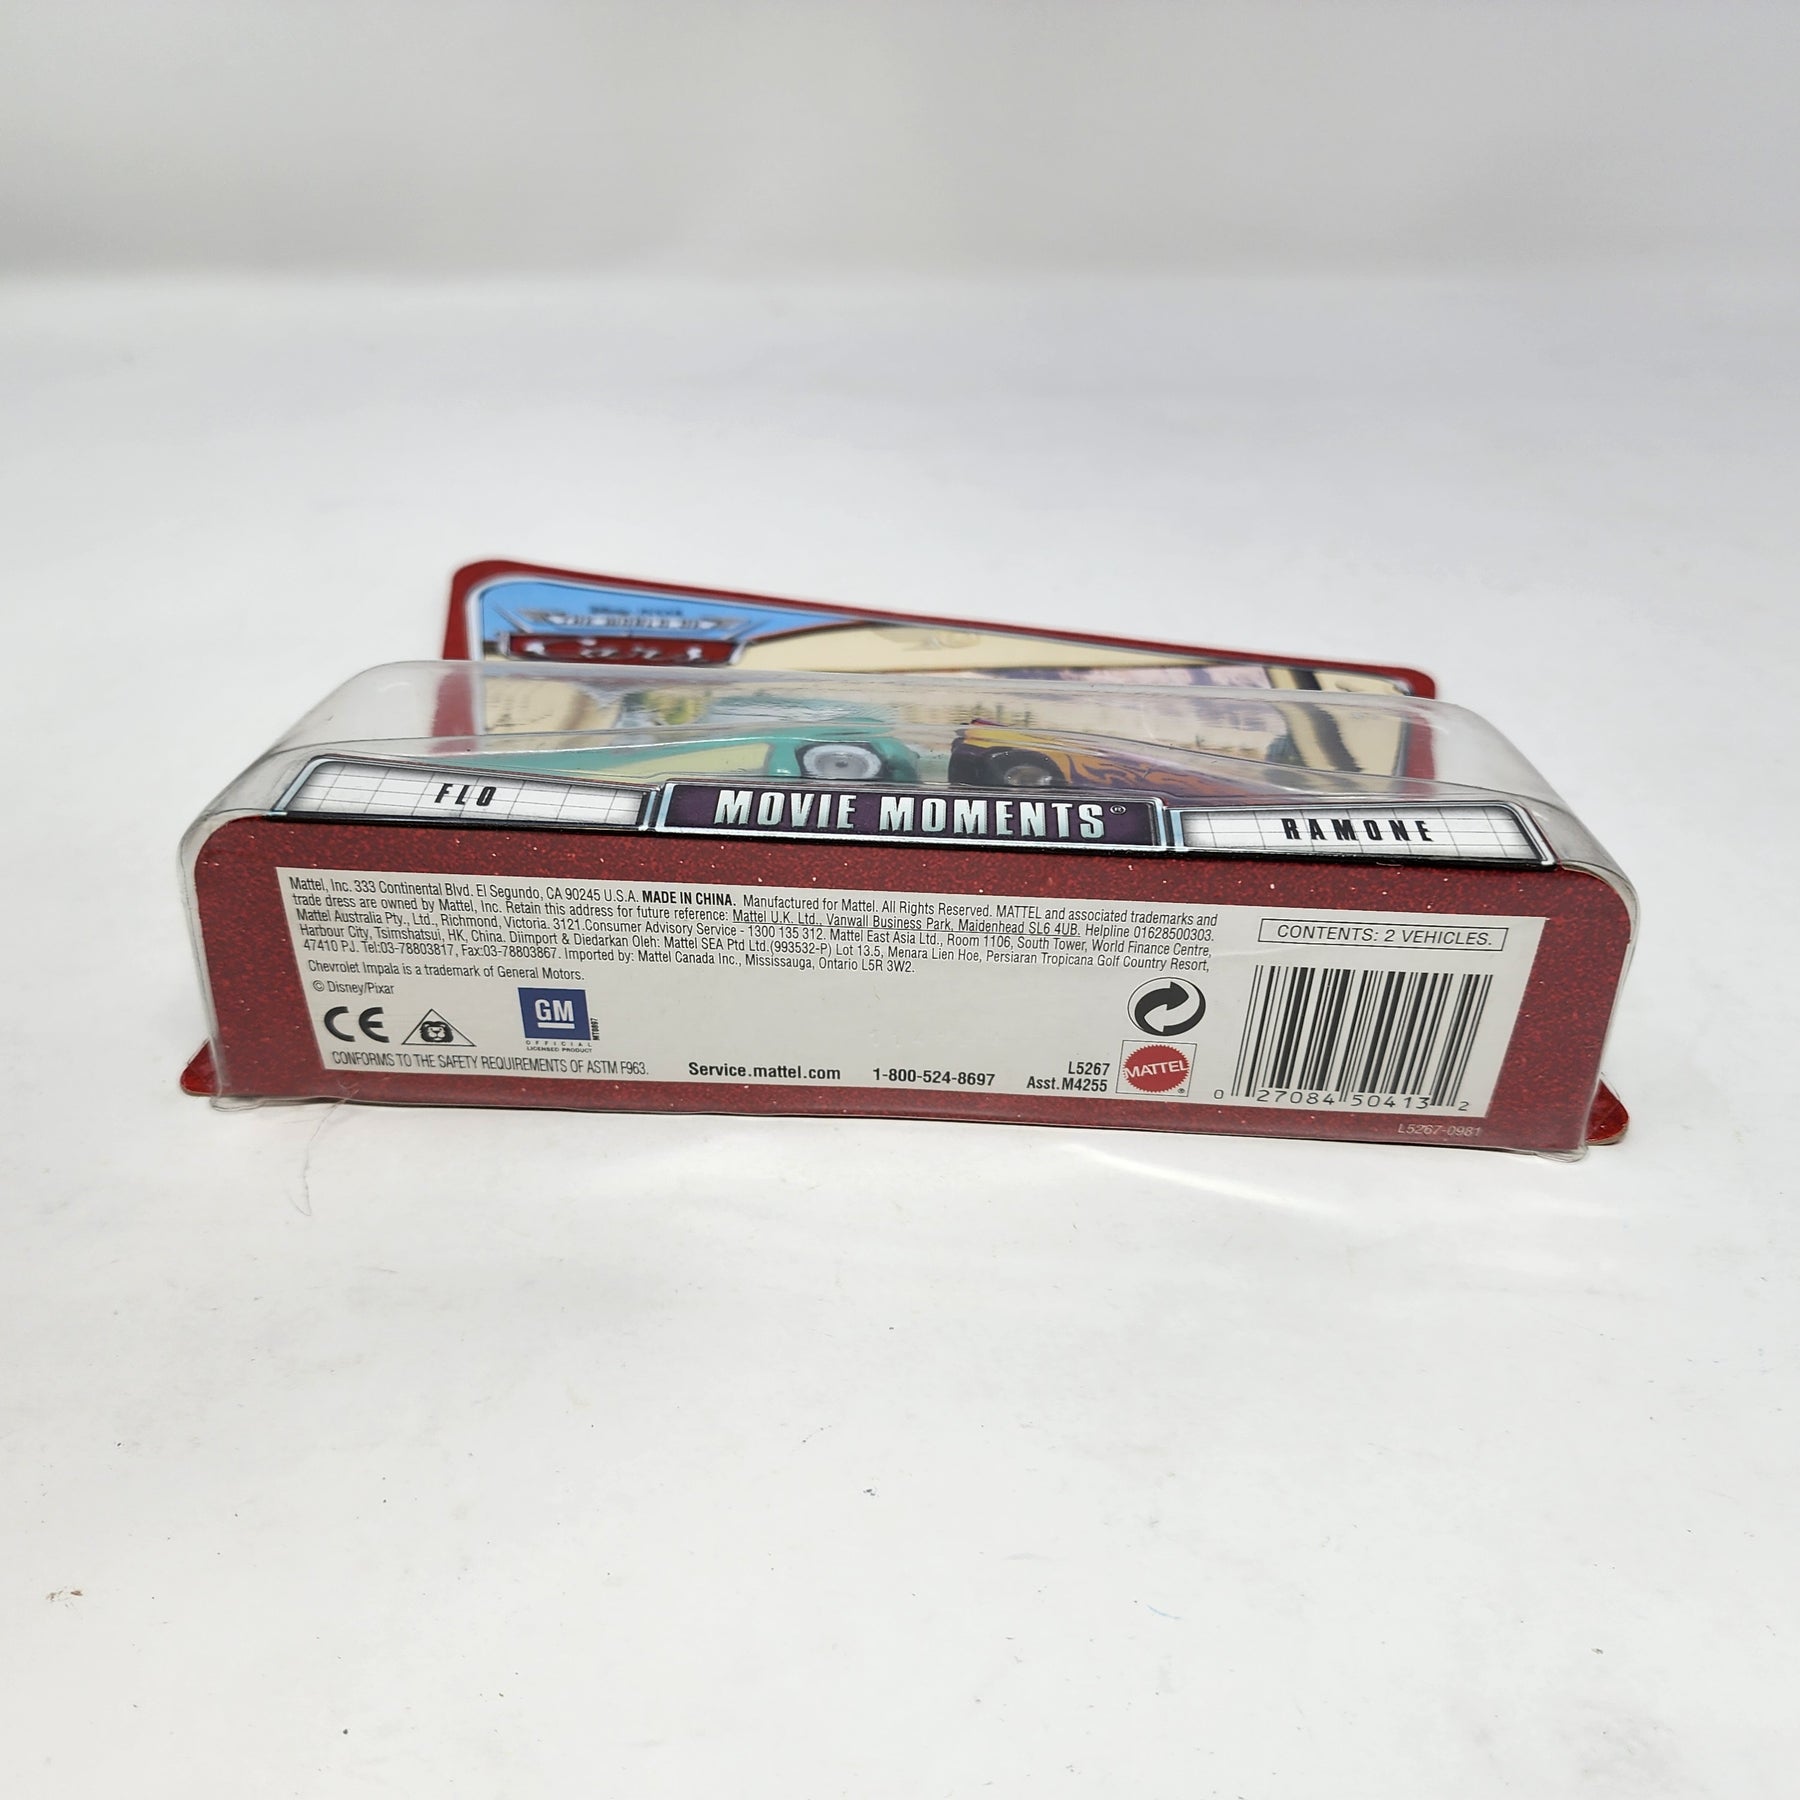 THE WORLD OF
Cars
FLO
MOVIE MOMENTS®
RAMONE
Mattel, Inc. 333 Continental Blvd. El Segundo, CA 90245 U.S.A. MADE IN CHINA. Manufactured for Mattel. All Rights Reserved. MATTEL and associated trademarks and
trade dress are owned by Mattel, Inc. Retain this address for future reference: Mattel U.K. Ltd., Vanwall Business Park, Maidenhead SL6 4UB. Helpline 01628500303.
Mattel Australia Pty., Ltd., Richmond, Victoria. 3121.Consumer Advisory Service - 1300 135 312. Mattel East Asia Ltd., Room 1106, South Tower, World Finance Centre,
Harbour City, Tsimshatsui, HK, China. Diimport & Diedarkan Oleh: Mattel SEA Ptd Ltd.(993532-P) Lot 13.5, Menara Lien Hoe, Persiaran Tropicana Golf Country Resort,
47410 PJ. Tel:03-78803817, Fax:03-78803867. Imported by: Mattel Canada Inc., Mississauga, Ontario L5R 3W2.
Chevrolet Impala is a trademark of General Motors.
© Disney/Pixar
CE
GM
OFFICIAL
LICENSED PRODUCT
CONFORMS TO THE SAFETY REQUIREMENTS OF ASTM F963.
Service.mattel.com
1-800-524-8697
L5267
Asst.M4255
MATTEL®
CONTENTS: 2 VEHICLES.
0 27084 50413 2
L5267-0981